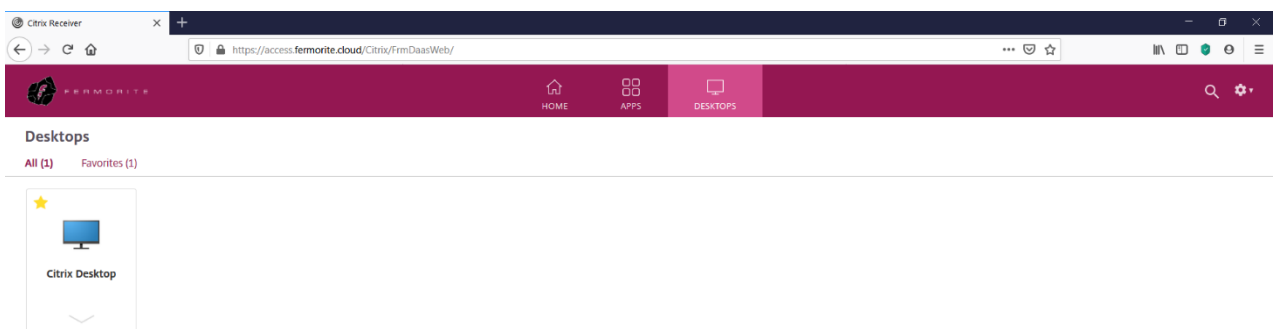 Citrix Receiver
https://access.fermorite.cloud/Citrix/FrmDaasWeb/
FERMORITE
HOME
APPS
DESKTOPS
Desktops
All (1)
Favorites (1)
Citrix Desktop